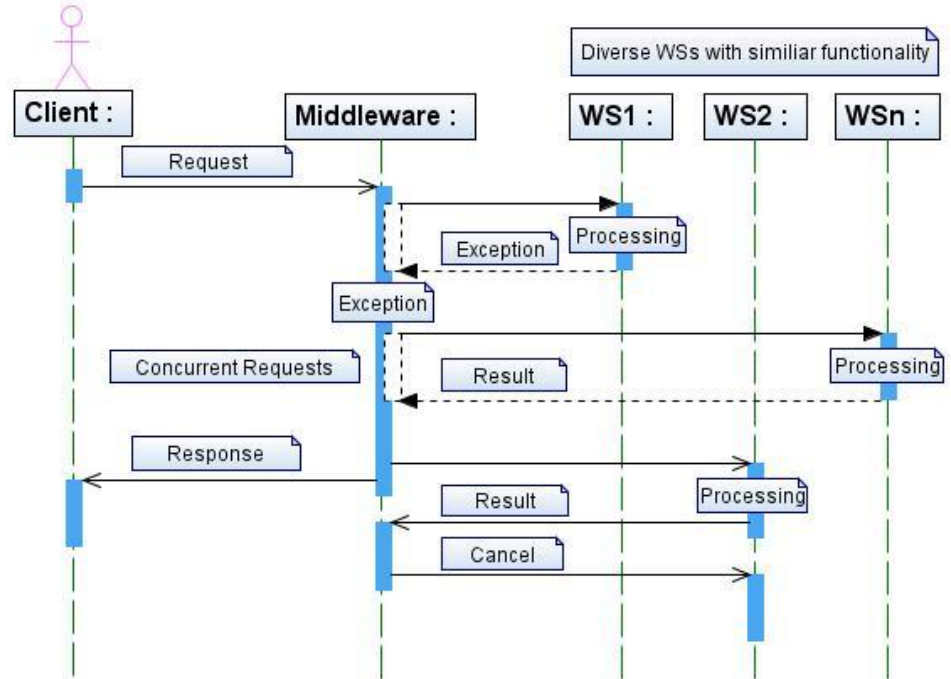 Diverse WSs with similiar functionality
Client :
Middleware :
WS1 :
WS2 :
WSn :
Request
Processing
Exception
Exception
Concurrent Requests
Result
Processing
Response
Result
Processing
Cancel